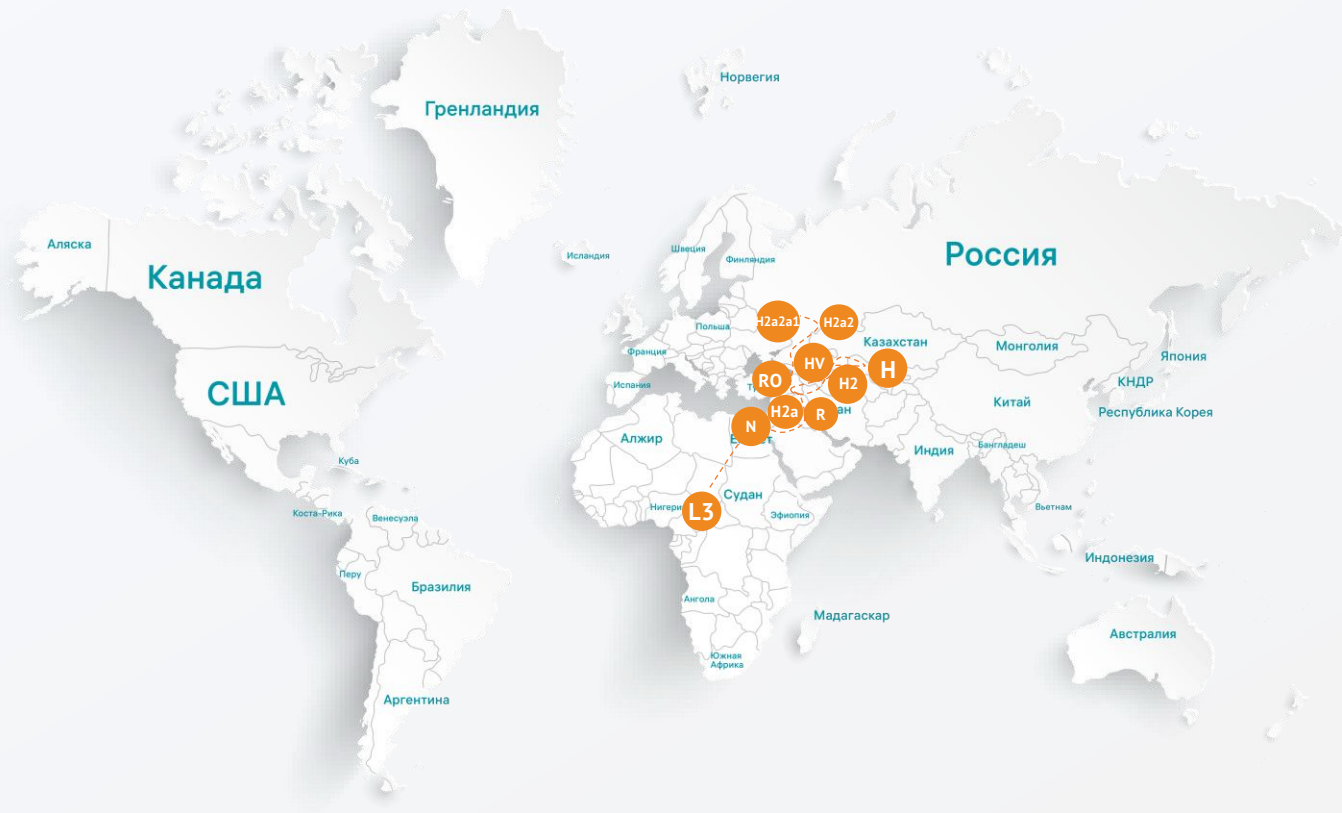 Норвегия
Гренландия
Аляска
Канада
Исландия
Швеция
Финляндия
Россия
H2a2a1
H2a2
Польша
Казахстан
Монголия
Франция
HV
H
Япония
США
Испания
RO
H2
КНДР
Китай
Республика Корея
H2a
R
N
Алжир
Индия
Бангладеш
Куба
Судан
Коста-Рика
Венесуэла
L3
Эфиопия
Вьетнам
Индонезия
Перу
Бразилия
Ангола
Мадагаскар
Австралия
Южная
Африка
Аргентина